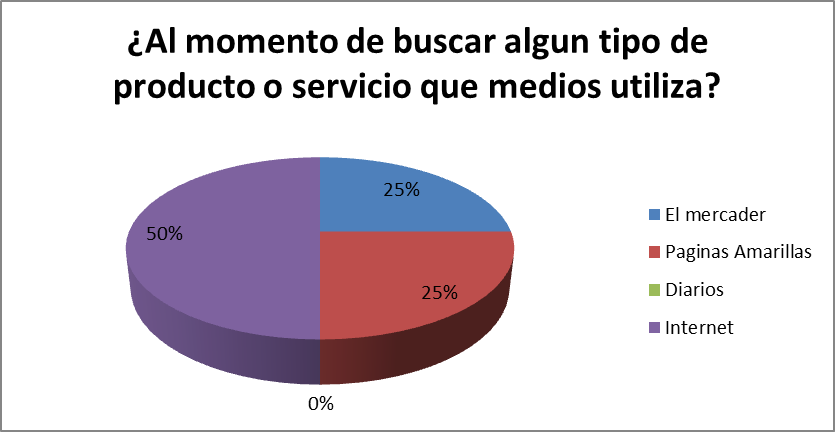 ¿Al momento de buscar algun tipo de
producto o servicio que medios utiliza?
25%
50%
25%
0%
El mercader
Paginas Amarillas
Diarios
Internet